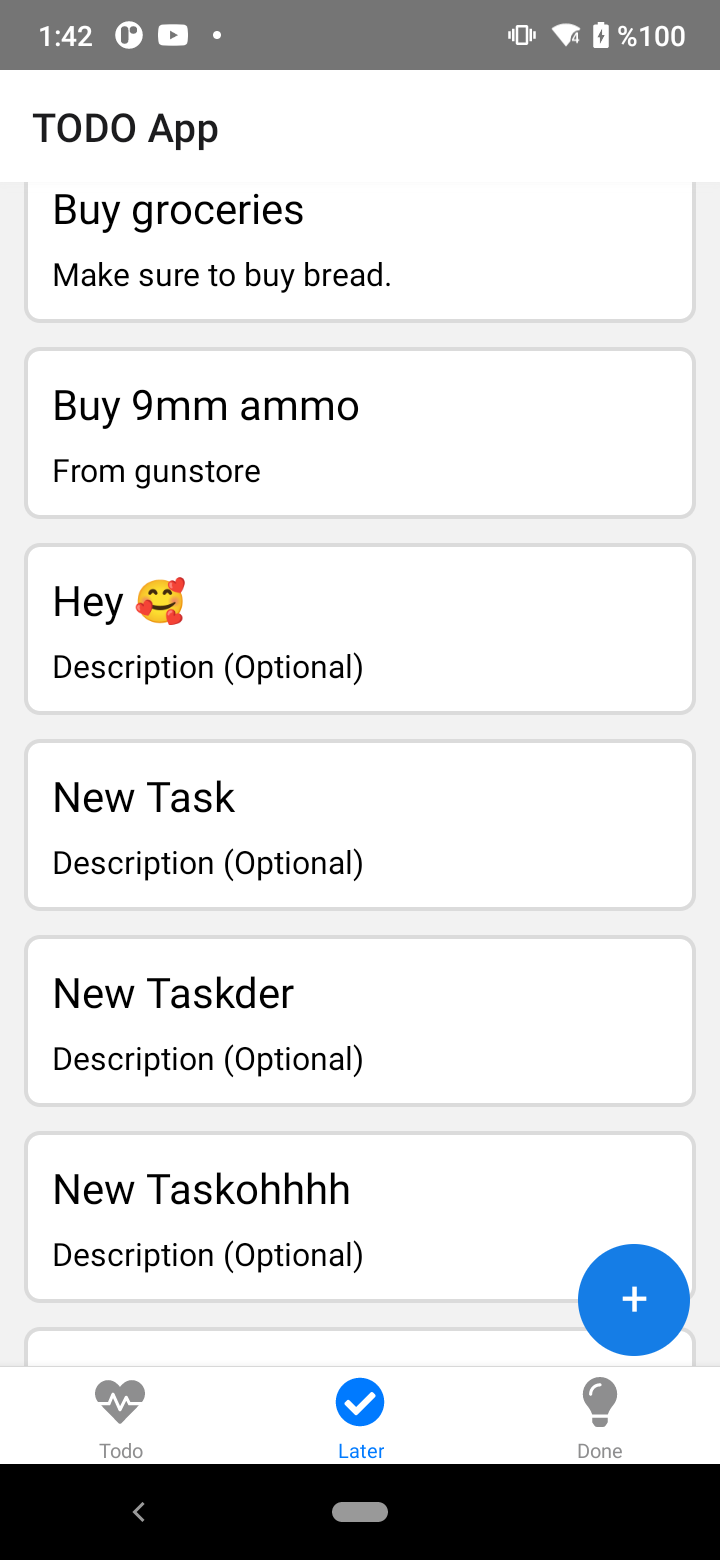 1:42 %100
TODO App
Buy groceries
Make sure to buy bread.
Buy 9mm ammo
From gunstore
Hey 🥰
Description (Optional)
New Task
Description (Optional)
New Taskder
Description (Optional)
New Taskohhhh
Description (Optional)
+
Todo Later Done